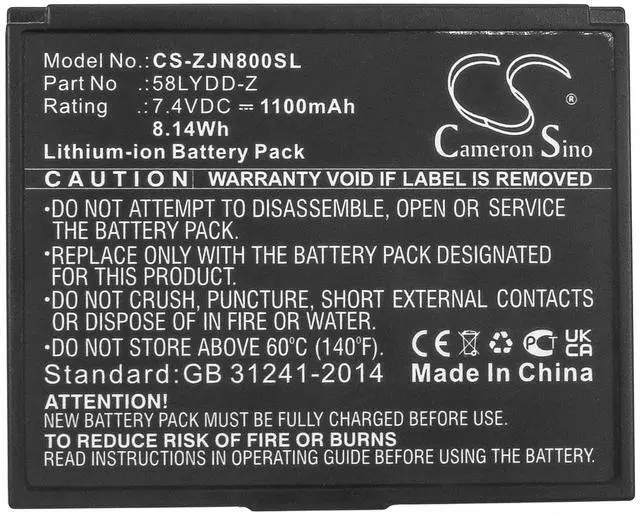 Model No.:CS-ZJN800SL
Part No :58LYDD-Z
Rating :7.4VDC ⎓ 1100mAh
8.14Wh
Lithium-ion Battery Pack
CS ®
Cameron Sino
CAUTION WARRANTY VOID IF LABEL IS REMOVED
•DO NOT ATTEMPT TO DISASSEMBLE, OPEN OR SERVICE
THE BATTERY PACK.
•REPLACE ONLY WITH THE BATTERY PACK DESIGNATED
FOR THIS APPLICATION.
•DO NOT CRUSH, PUNCTURE, SHORT EXTERNAL CONTACTS
OR DISPOSE OF IN FIRE OR WATER.
•DO NOT STORE ABOVE 60°C (140°F).
CE PCT UKCA
Standard:GB 31241-2014
Made In China
ATTENTION!
NEW BATTERY PACK MUST BE FULLY CHARGED BEFORE USE.
TO REDUCE RISK OF FIRE OR BURNS
READ INSTRUCTIONS IN OPERATING GUIDE BEFORE USING BATTERY PACK.